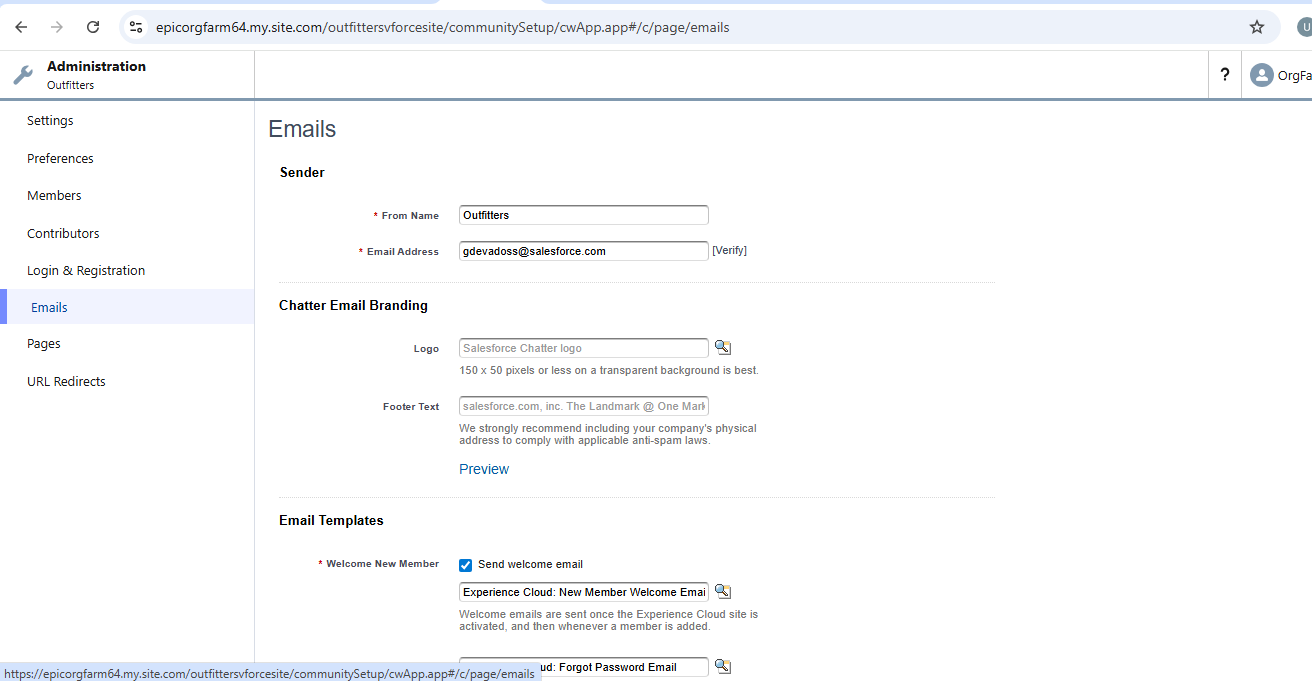 epicorgfarm64.my.site.com/outfittersvforcesite/communitySetup/cwApp.app#/c/page/emails
U
Administration
Outfitters
?
OrgFa
Settings
Preferences
Members
Contributors
Login & Registration
Emails
Pages
URL Redirects
Emails
Sender
* From Name
Outfitters
* Email Address
gdevadoss@salesforce.com
[Verify]
Chatter Email Branding
Logo
Salesforce Chatter logo
150 x 50 pixels or less on a transparent background is best.
Footer Text
salesforce.com, inc. The Landmark @ One Mark
We strongly recommend including your company's physical
address to comply with applicable anti-spam laws.
Preview
Email Templates
* Welcome New Member
Send welcome email
Experience Cloud: New Member Welcome Emai
Welcome emails are sent once the Experience Cloud site is
activated, and then whenever a member is added.
ud: Forgot Password Email
https://epicorgfarm64.my.site.com/outfittersvforcesite/communitySetup/cwApp.app#/c/page/emails